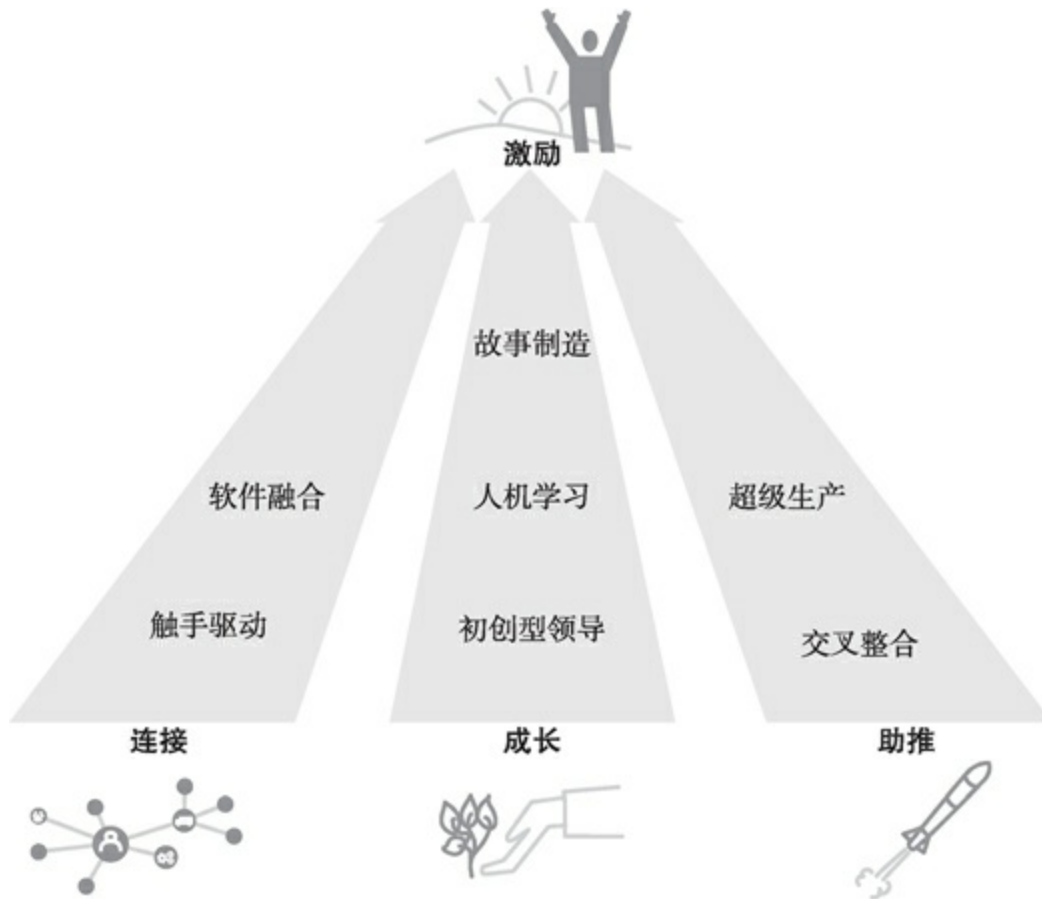 激励
故事制造
软件融合
人机学习
超级生产
触手驱动
初创型领导
交叉整合
连接
成长
助推